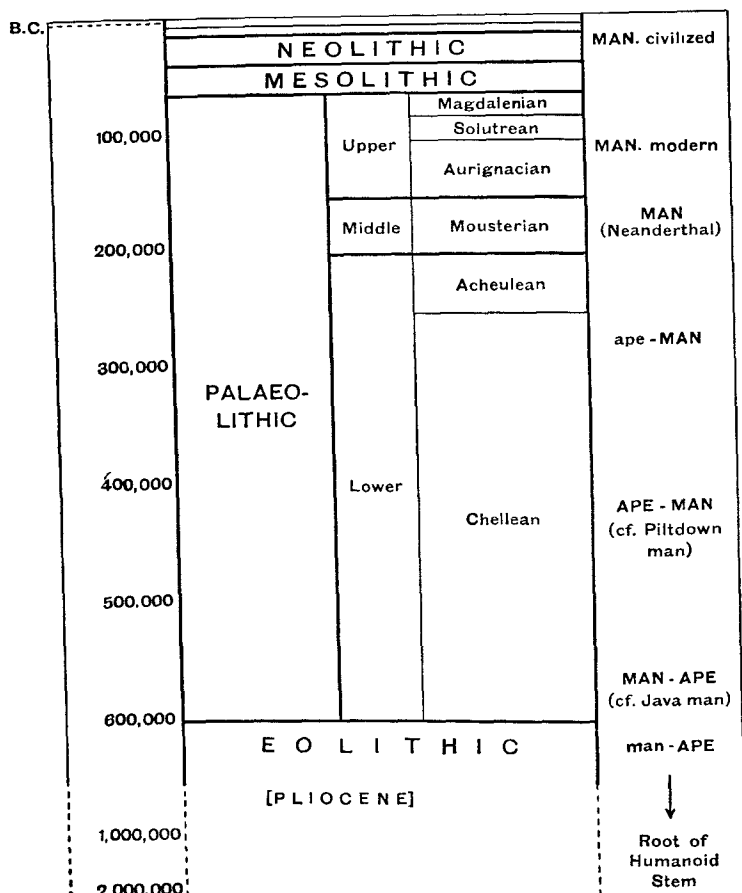 B.C.
NEOLITHIC
MESOLITHIC
PALAEO-
LITHIC
Upper
Middle
Lower
Magdalenian
Solutrean
Aurignacian
Mousterian
Acheulean
Chellean
EOLITHIC
[PLIOCENE]
100,000
200,000
300,000
400,000
500,000
600,000
1,000,000
2,000,000
MAN. civilized
MAN. modern
MAN
(Neanderthal)
ape-MAN
APE-MAN
(cf. Piltdown
man)
MAN-APE
(cf. Java man)
man-APE
Root of
Humanoid
Stem